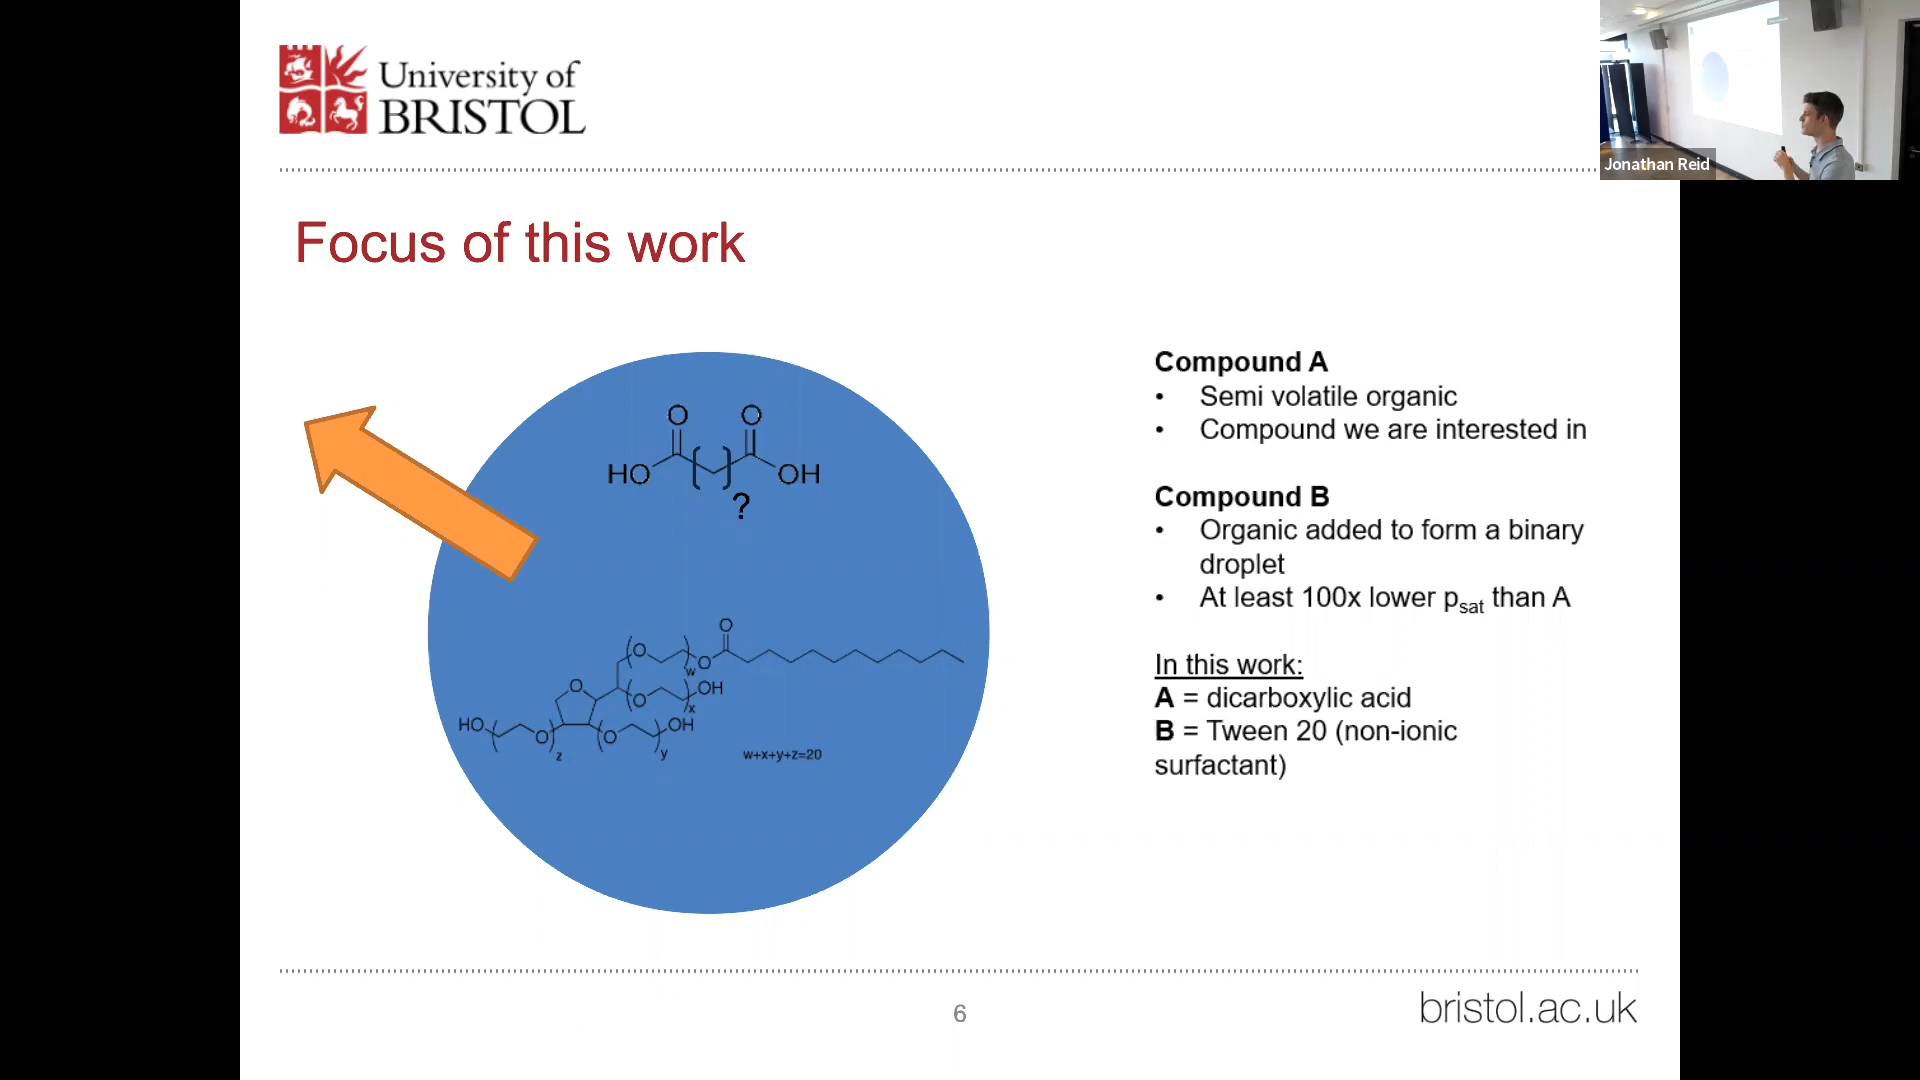 University of
BRISTOL
Jonathan Reid
Focus of this work
O O
HO OH
?
O
O O
w
O OH
x
O
HO O O OH
z y
w+x+y+z=20
Compound A
• Semi volatile organic
• Compound we are interested in
Compound B
• Organic added to form a binary
droplet
• At least 100x lower psat than A
In this work:
A = dicarboxylic acid
B = Tween 20 (non-ionic
surfactant)
6
bristol.ac.uk